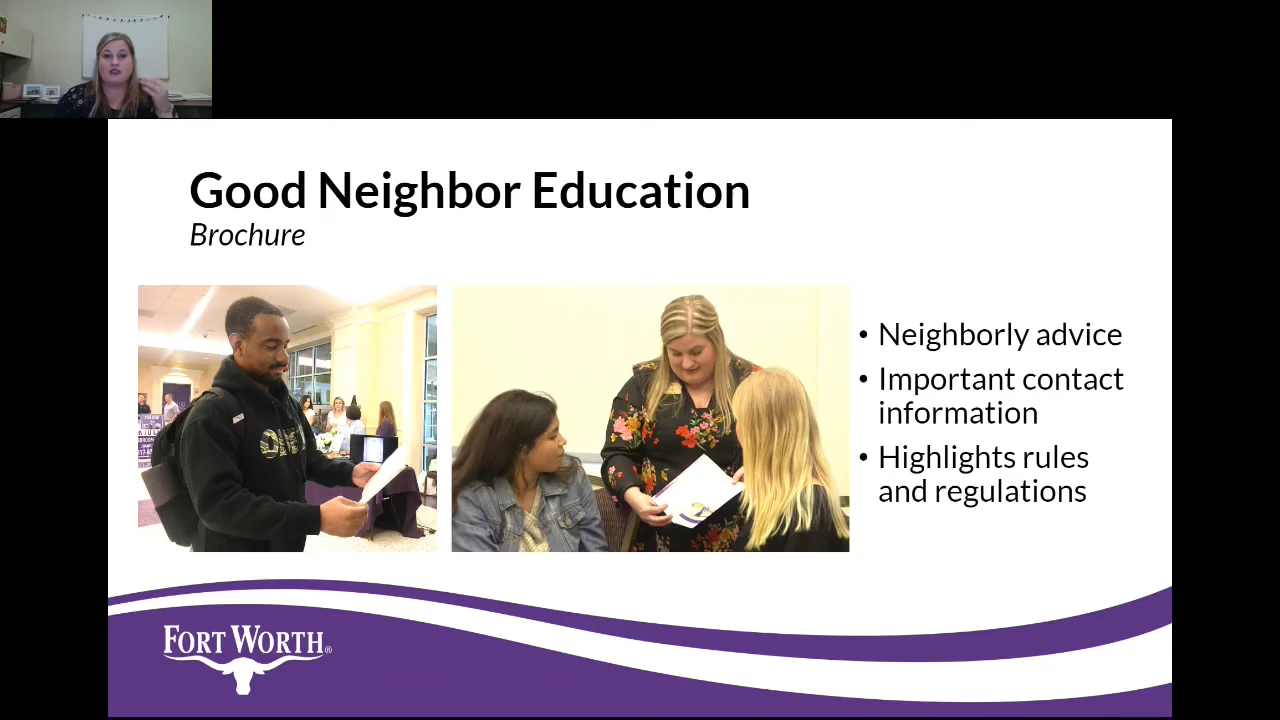 Good Neighbor Education
Brochure
• Neighborly advice
• Important contact
information
• Highlights rules
and regulations
FORT WORTH®